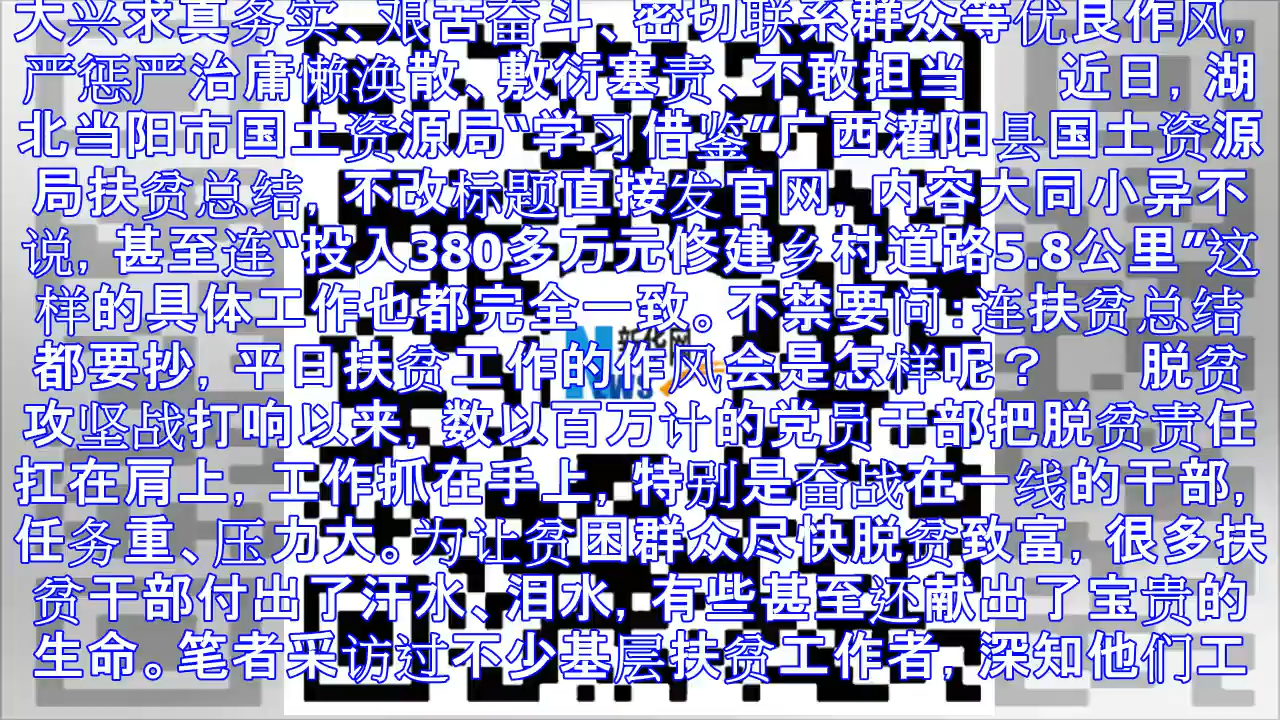 大兴求真务实、艰苦奋斗、密切联系群众等优良作风,
严惩严治庸懒涣散、敷衍塞责、不敢担当　　近日,湖
北当阳市国土资源局“学习借鉴”广西灌阳县国土资源
局扶贫总结,不改标题直接发官网,内容大同小异不
说,甚至连“投入380多万元修建乡村道路5.8公里”这
样的具体工作也都完全一致。不禁要问:连扶贫总结
新化网
都要抄,平日扶贫工作的作风会是怎样呢?　　脱贫
NEWS
攻坚战打响以来,数以百万计的党员干部把脱贫责任
扛在肩上,工作抓在手上,特别是奋战在一线的干部,
任务重、压力大。为让贫困群众尽快脱贫致富,很多扶
贫干部付出了汗水、泪水,有些甚至还献出了宝贵的
生命。笔者采访过不少基层扶贫工作者,深知他们工